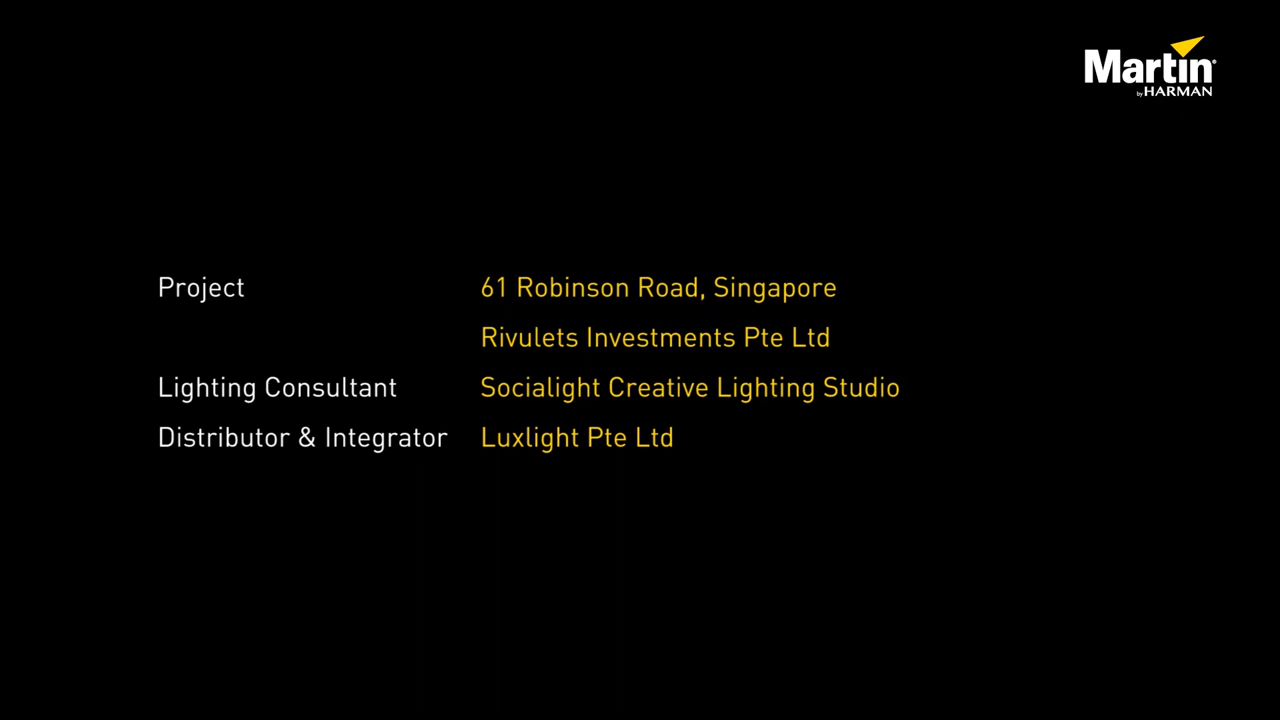 Martin®
by HARMAN
Project 61 Robinson Road, Singapore
Rivulets Investments Pte Ltd
Lighting Consultant Socialight Creative Lighting Studio
Distributor & Integrator Luxlight Pte Ltd